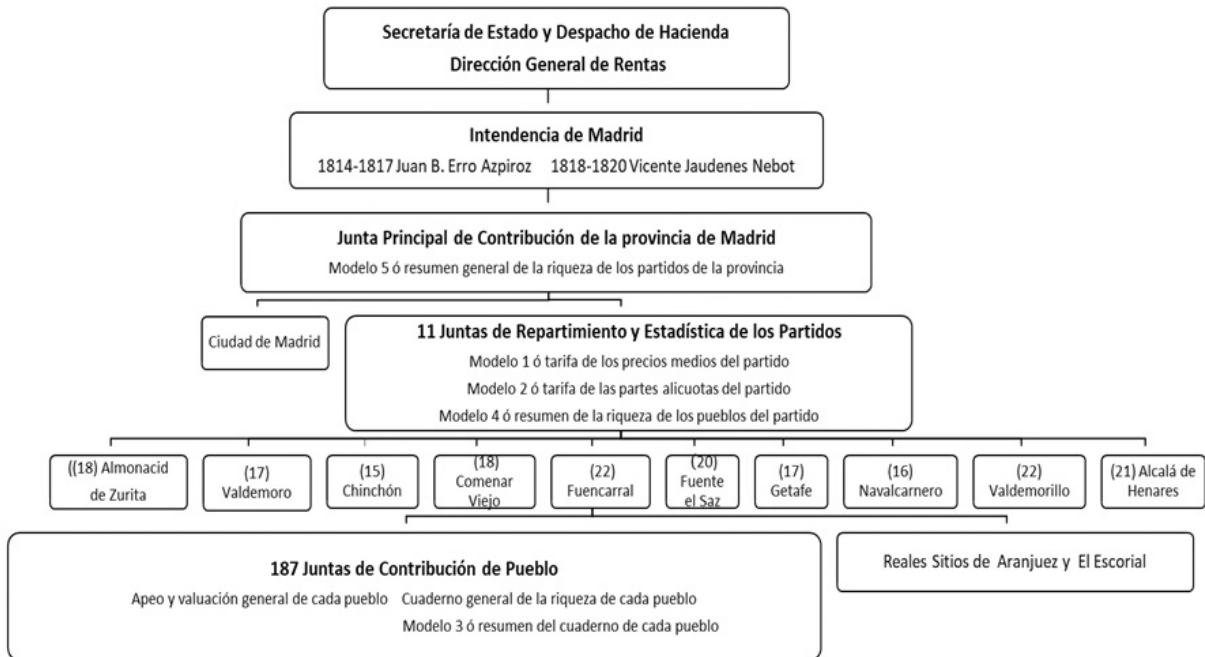 Secretaría de Estado y Despacho de Hacienda
Dirección General de Rentas
Intendencia de Madrid
1814-1817 Juan B. Erro Azpiroz 1818-1820 Vicente Jaudenes Nebot
Junta Principal de Contribución de la provincia de Madrid
Modelo 5 ó resumen general de la riqueza de los partidos de la provincia
Ciudad de Madrid
11 Juntas de Repartimiento y Estadística de los Partidos
Modelo 1 ó tarifa de los precios medios del partido
Modelo 2 ó tarifa de las partes alicuotas del partido
Modelo 4 ó resumen de la riqueza de los pueblos del partido
((18) Almonacid
de Zurita
(17)
Valdemoro
(15)
Chinchón
(18)
Comenar
Viejo
(22)
Fuencarral
(20)
Fuente
el Saz
(17)
Getafe
(16)
Navalcarnero
(22)
Valdemorillo
(21) Alcalá de
Henares
187 Juntas de Contribución de Pueblo
Apeo y valuación general de cada pueblo Cuaderno general de la riqueza de cada pueblo
Modelo 3 ó resumen del cuaderno de cada pueblo
Reales Sitios de Aranjuez y El Escorial